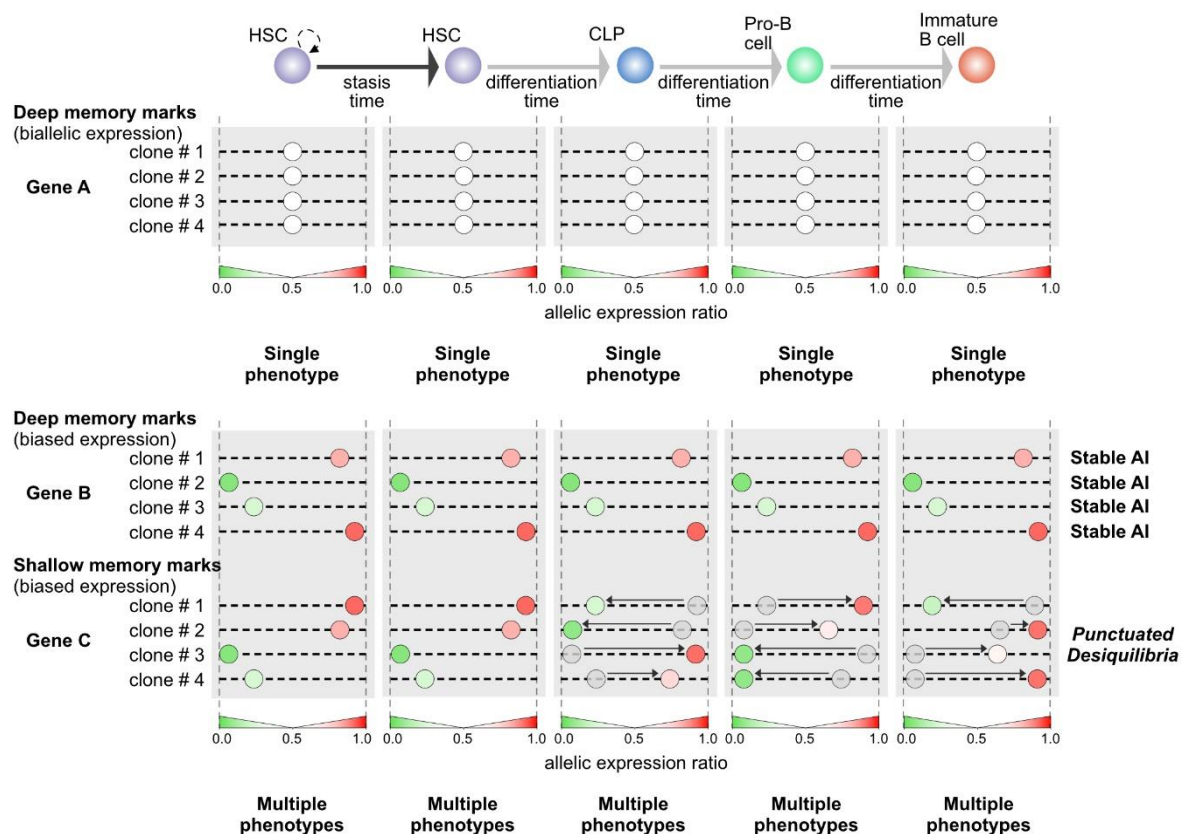 HSC
HSC
CLP
Pro-B
cell
Immature
B cell
stasis
time
differentiation
time
differentiation
time
differentiation
time
Deep memory marks
(biallelic expression)
Gene A
clone # 1
clone # 2
clone # 3
clone # 4
0.0 0.5 1.0 0.0 0.5 1.0 0.0 0.5 1.0 0.0 0.5 1.0 0.0 0.5 1.0
allelic expression ratio
Single
phenotype
Single
phenotype
Single
phenotype
Single
phenotype
Single
phenotype
Deep memory marks
(biased expression)
Gene B
clone # 1
clone # 2
clone # 3
clone # 4
Stable AI
Stable AI
Stable AI
Stable AI
Shallow memory marks
(biased expression)
Gene C
clone # 1
clone # 2
clone # 3
clone # 4
Punctuated
Desiquilibria
0.0 0.5 1.0 0.0 0.5 1.0 0.0 0.5 1.0 0.0 0.5 1.0 0.0 0.5 1.0
allelic expression ratio
Multiple
phenotypes
Multiple
phenotypes
Multiple
phenotypes
Multiple
phenotypes
Multiple
phenotypes